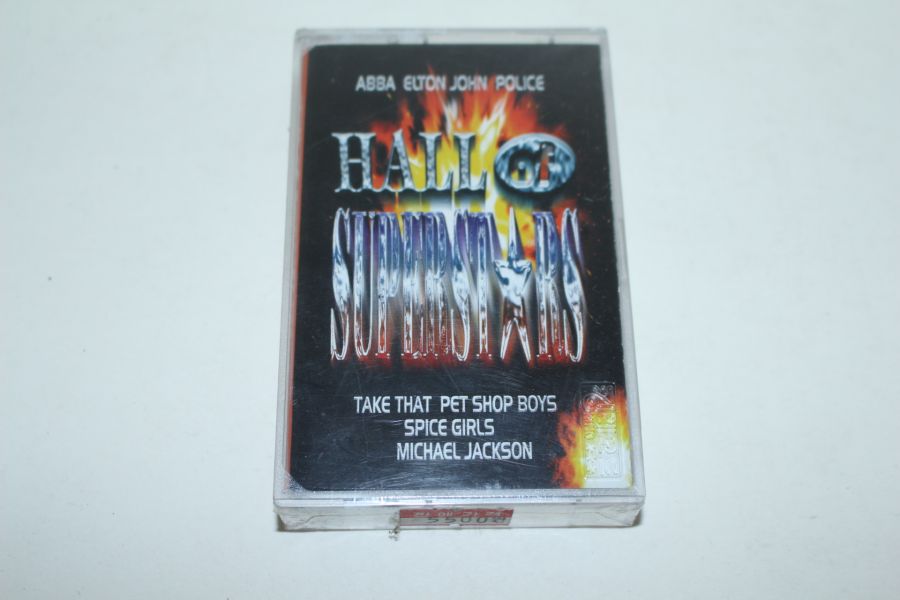 ABBA ELTON JOHN POLICE
HALL of
SUPERSTARS
TAKE THAT PET SHOP BOYS
SPICE GIRLS
MICHAEL JACKSON